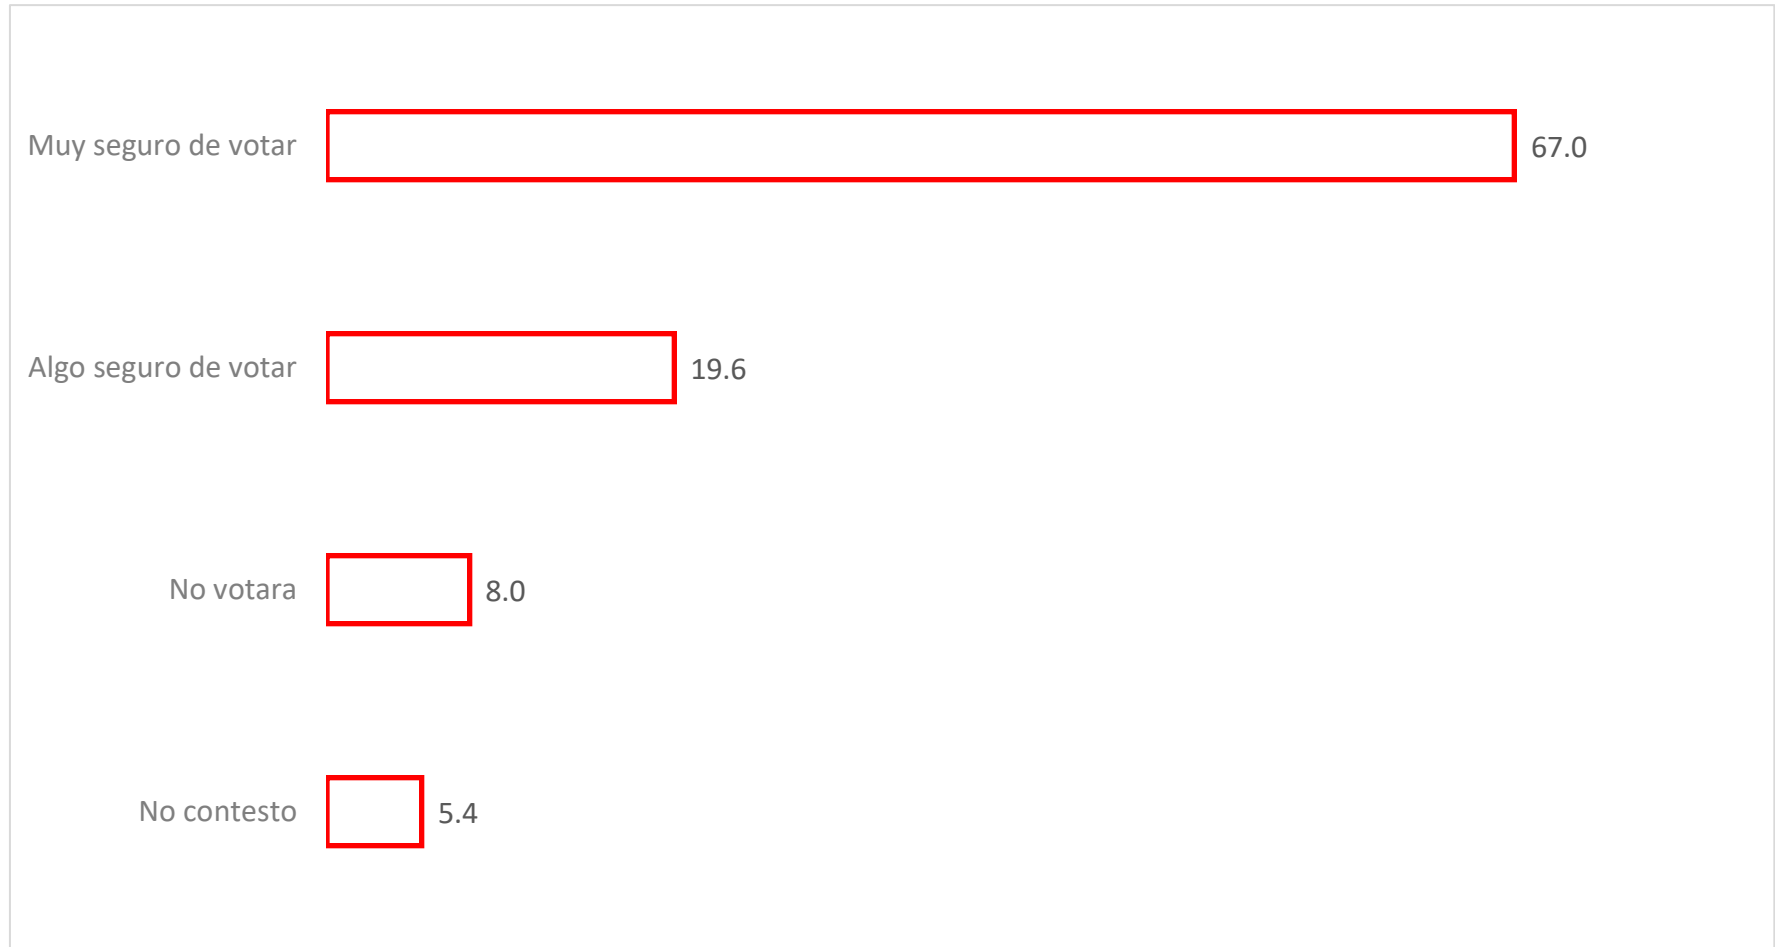 Muy seguro de votar 67.0
Algo seguro de votar 19.6
No votara 8.0
No contesto 5.4